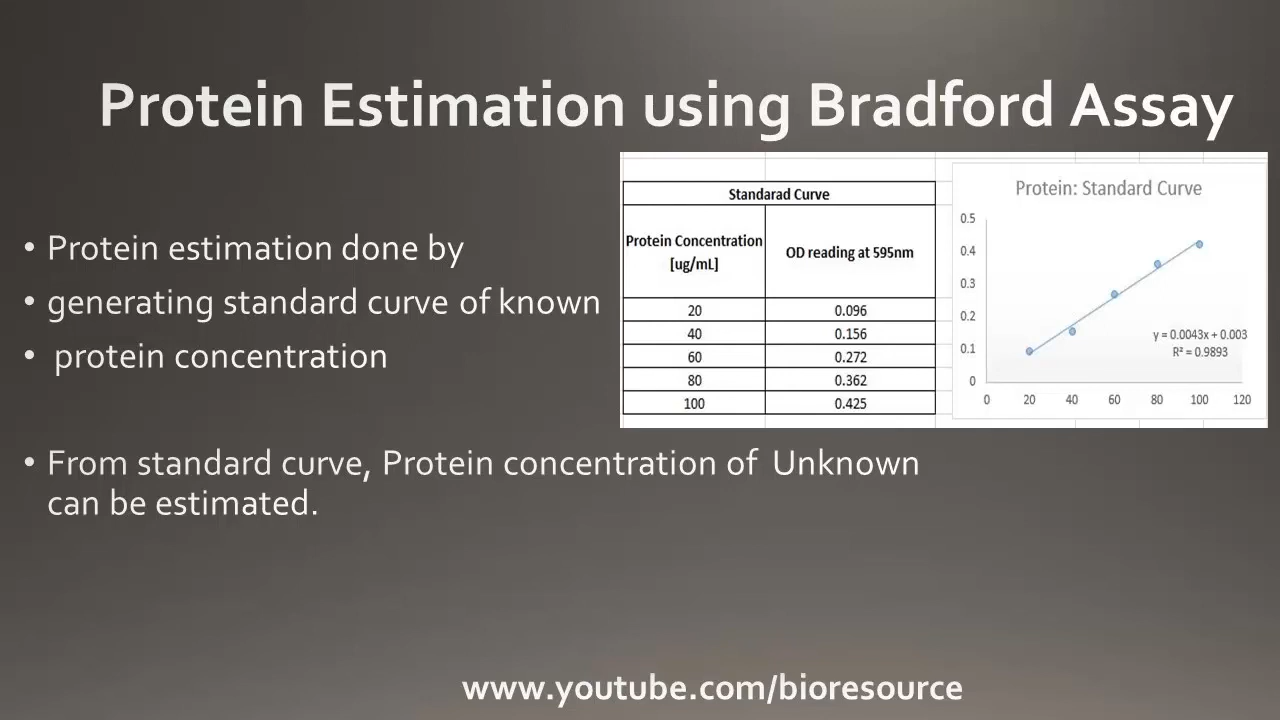 Protein Estimation using Bradford Assay
• Protein estimation done by
• generating standard curve of known
• protein concentration
Standarad Curve
Protein Concentration [ug/mL] OD reading at 595nm
20 0.096
40 0.156
60 0.272
80 0.362
100 0.425
Protein: Standard Curve
0.5
0.4
0.3
0.2
0.1
0
y = 0.0043x + 0.003
R² = 0.9893
0 20 40 60 80 100 120
• From standard curve, Protein concentration of Unknown
can be estimated.
www.youtube.com/bioresource